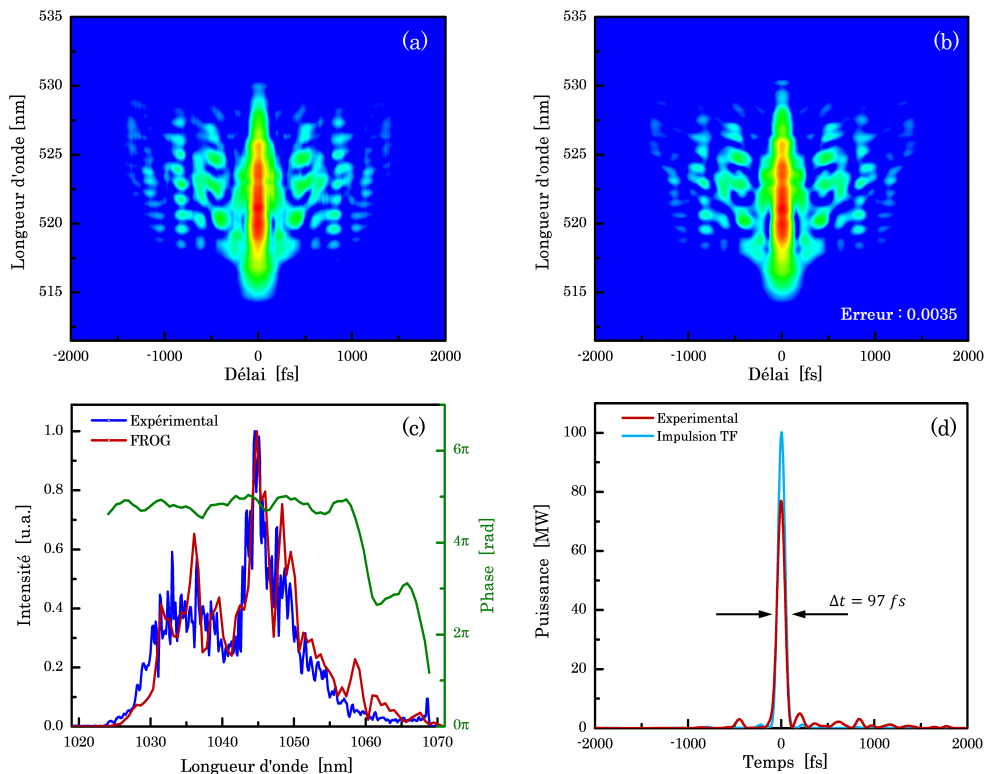 (a)
535
530
525
520
515
Longueur d'onde [nm]
-2000 -1000 0 1000 2000
Délai [fs]
(b)
535
530
525
520
515
Longueur d'onde [nm]
Erreur : 0.0035
-2000 -1000 0 1000 2000
Délai [fs]
(c)
Expérimental
FROG
1.0
0.8
0.6
0.4
0.2
0.0
Intensité [u.a.]
6π
4π
2π
0π
Phase [rad]
1020 1030 1040 1050 1060 1070
Longueur d'onde [nm]
(d)
Experimental
Impulsion TF
100
80
60
40
20
0
Puissance [MW]
Δt = 97 fs
-2000 -1000 0 1000 2000
Temps [fs]